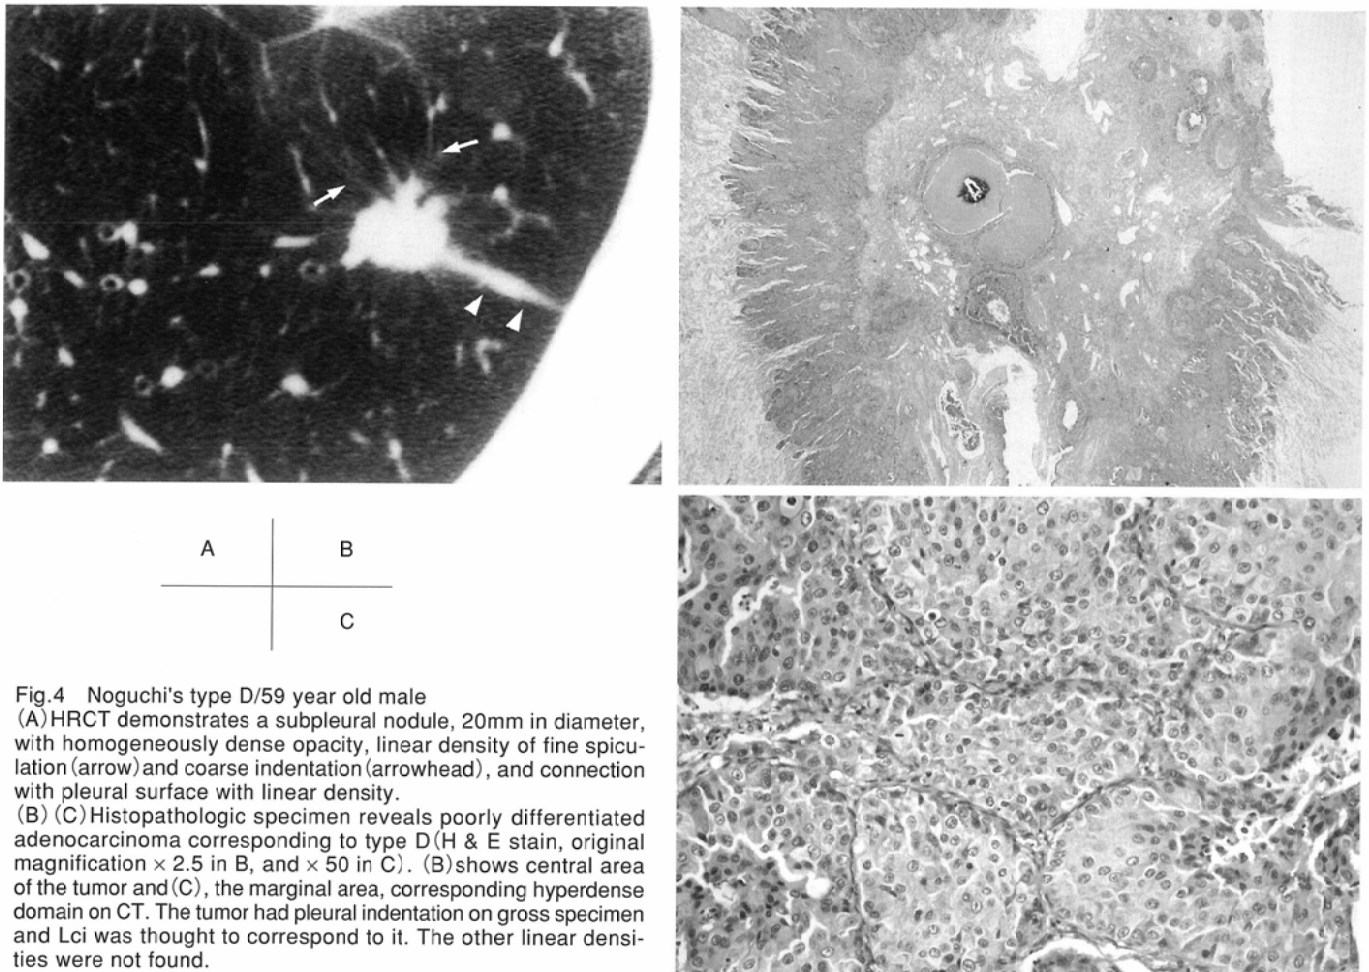 A
B
C
Fig.4 Noguchi's type D/59 year old male
(A)HRCT demonstrates a subpleural nodule, 20mm in diameter,
with homogeneously dense opacity, linear density of fine spicu-
lation(arrow)and coarse indentation(arrowhead), and connection
with pleural surface with linear density.
(B) (C)Histopathologic specimen reveals poorly differentiated
adenocarcinoma corresponding to type D(H & E stain, original
magnification × 2.5 in B, and × 50 in C). (B)shows central area
of the tumor and(C), the marginal area, corresponding hyperdense
domain on CT. The tumor had pleural indentation on gross specimen
and Lci was thought to correspond to it. The other linear densi-
ties were not found.